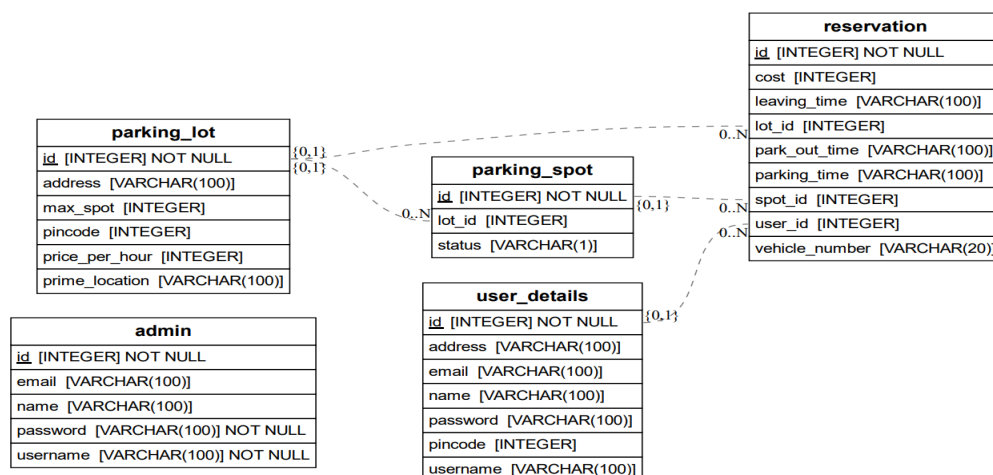 reservation
id [INTEGER] NOT NULL
cost [INTEGER]
leaving_time [VARCHAR(100)]
lot_id [INTEGER]
park_out_time [VARCHAR(100)]
parking_time [VARCHAR(100)]
spot_id [INTEGER]
user_id [INTEGER]
vehicle_number [VARCHAR(20)]
0..N
0..N
0..N
parking_lot
id [INTEGER] NOT NULL
address [VARCHAR(100)]
max_spot [INTEGER]
pincode [INTEGER]
price_per_hour [INTEGER]
prime_location [VARCHAR(100)]
{0,1}
{0,1}
parking_spot
id [INTEGER] NOT NULL
lot_id [INTEGER]
status [VARCHAR(1)]
{0,1}
0..N
user_details
id [INTEGER] NOT NULL
address [VARCHAR(100)]
email [VARCHAR(100)]
name [VARCHAR(100)]
password [VARCHAR(100)]
pincode [INTEGER]
username [VARCHAR(100)]
{0,1}
admin
id [INTEGER] NOT NULL
email [VARCHAR(100)]
name [VARCHAR(100)]
password [VARCHAR(100)] NOT NULL
username [VARCHAR(100)] NOT NULL